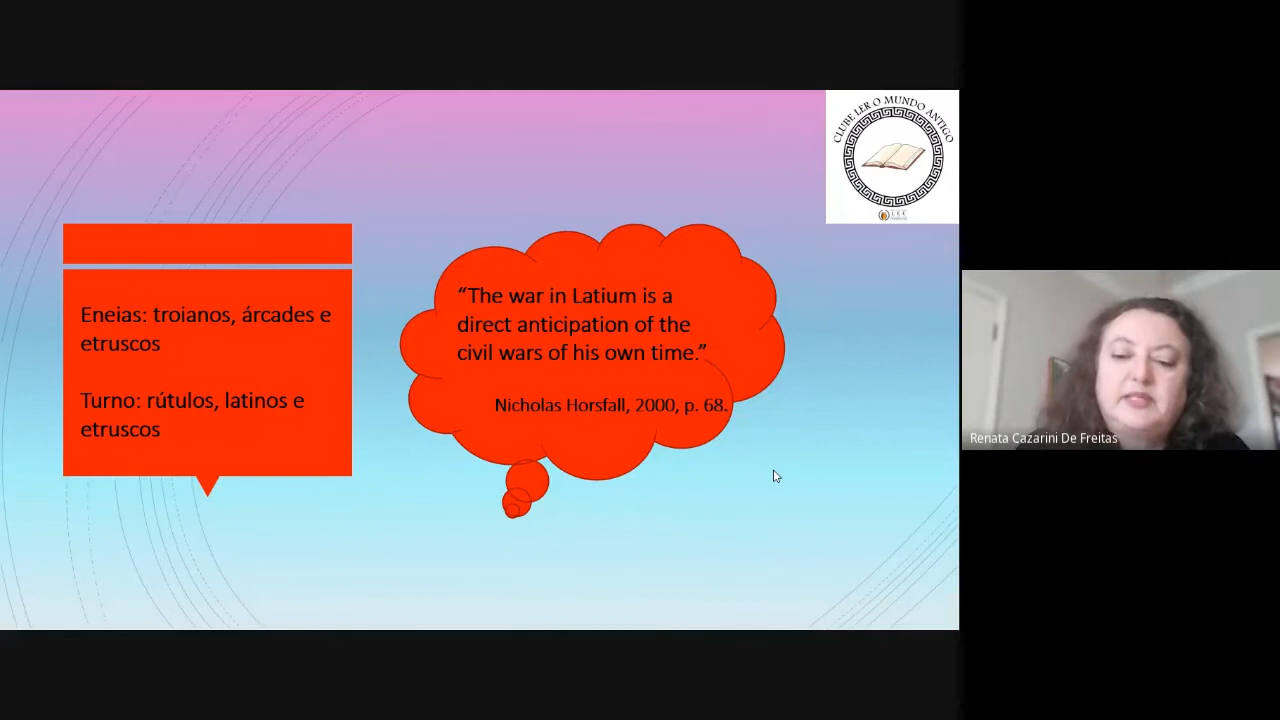 CLUBE LER O MUNDO ANTIGO
Eneias: troianos, árcades e
etruscos
Turno: rútulos, latinos e
etruscos
“The war in Latium is a
direct anticipation of the
civil wars of his own time.”
Nicholas Horsfall, 2000, p. 68.
Renata Cazarini De Freitas